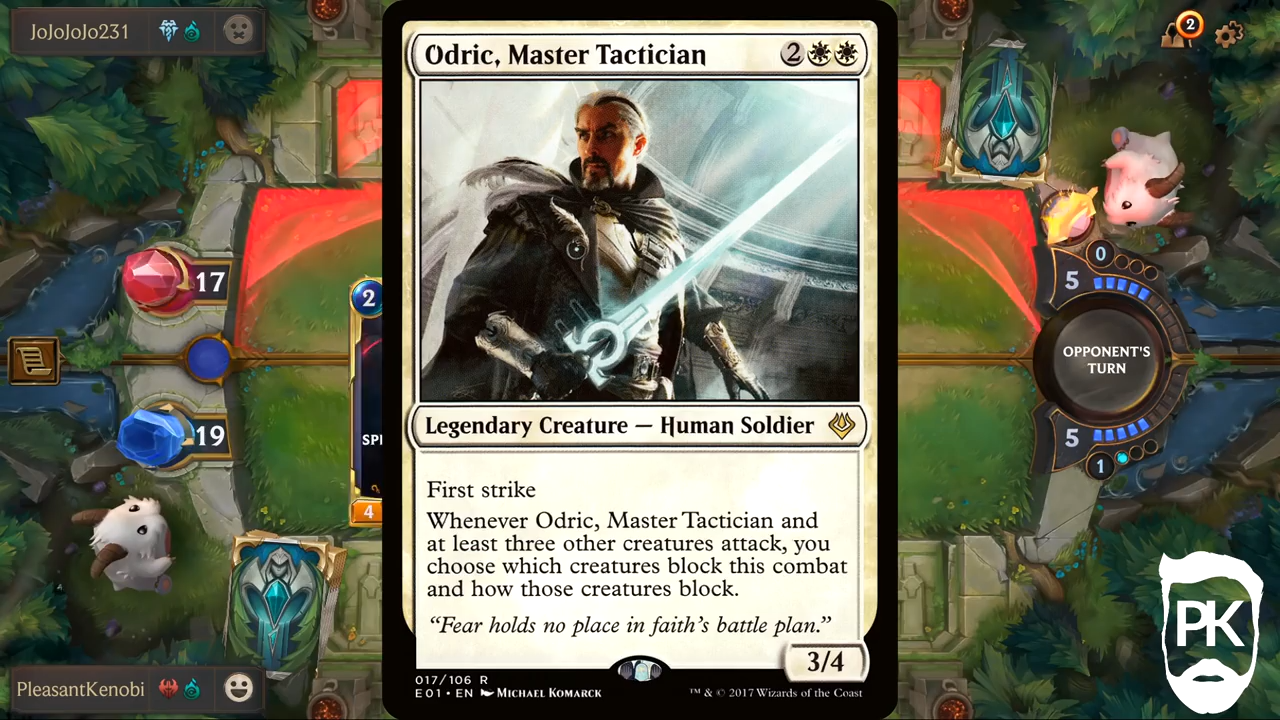 JoJoJoJo231
2
Odric, Master Tactician 2
17
2
0
5
OPPONENT'S
TURN
19
5
1
4
Legendary Creature — Human Soldier
First strike
Whenever Odric, Master Tactician and
at least three other creatures attack, you
choose which creatures block this combat
and how those creatures block.
“Fear holds no place in faith's battle plan.”
3/4
017/106 R
E01 • EN MICHAEL KOMARCK
™ & © 2017 Wizards of the Coast
PleasantKenobi
PK